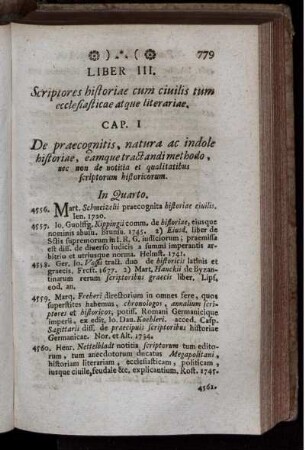 779
LIBER III.
Scriptores historiae cum ciuilis tum
ecclesiasticae atque literariae.
CAP. I
De praecognitis, natura ac indole
historiae, eamque tractandi methodo,
nec non de notitia et qualitatibus
scriptorum historicorum.
In Quarto.
4556. Mart. Schmeizelii praecognita historiae ciuilis,
Ien. 1720.
4557. Io. Guolffg. Kippingii comm. de historiae, eiusque
nominis abusu. Brunsu. 1745. 2) Eiusd. liber de
Sctiis supremorum in I. R. G. iudiciorum; praemissa
est diss. de diuerso iudicis a summi imperantis ar-
bitrio et utriusque norma. Helmst. 1741.
4558. Ger. Io. Vossii tract. duo de historicis latinis et
graecis, Frcft. 1677. 2) Mart. Hanckii de Byzan-
tinarum rerum scriptoribus graecis liber. Lips.
eod. an.
4559. Marq. Freheri directorium in omnes fere, quos
superstites habemus, chronologos, annalium scri-
ptores et historicos, potiss. Romani Germanicique
imperii, ex edit. Io. Dau. Koehleri. acced. Casp.
Sagittarii diss. de praecipuis scriptoribus historiae
Germanicae. Nor. et Alt. 1734.
4560. Henr. Nettelbladt notitia scriptorum tum edito-
rum, tum anecdotorum ducatus Megapolitani,
historiam literariam, ecclesiasticam, politicam,
iusque ciuile, feudale &c. explicantium, Rost. 1745.
4561.